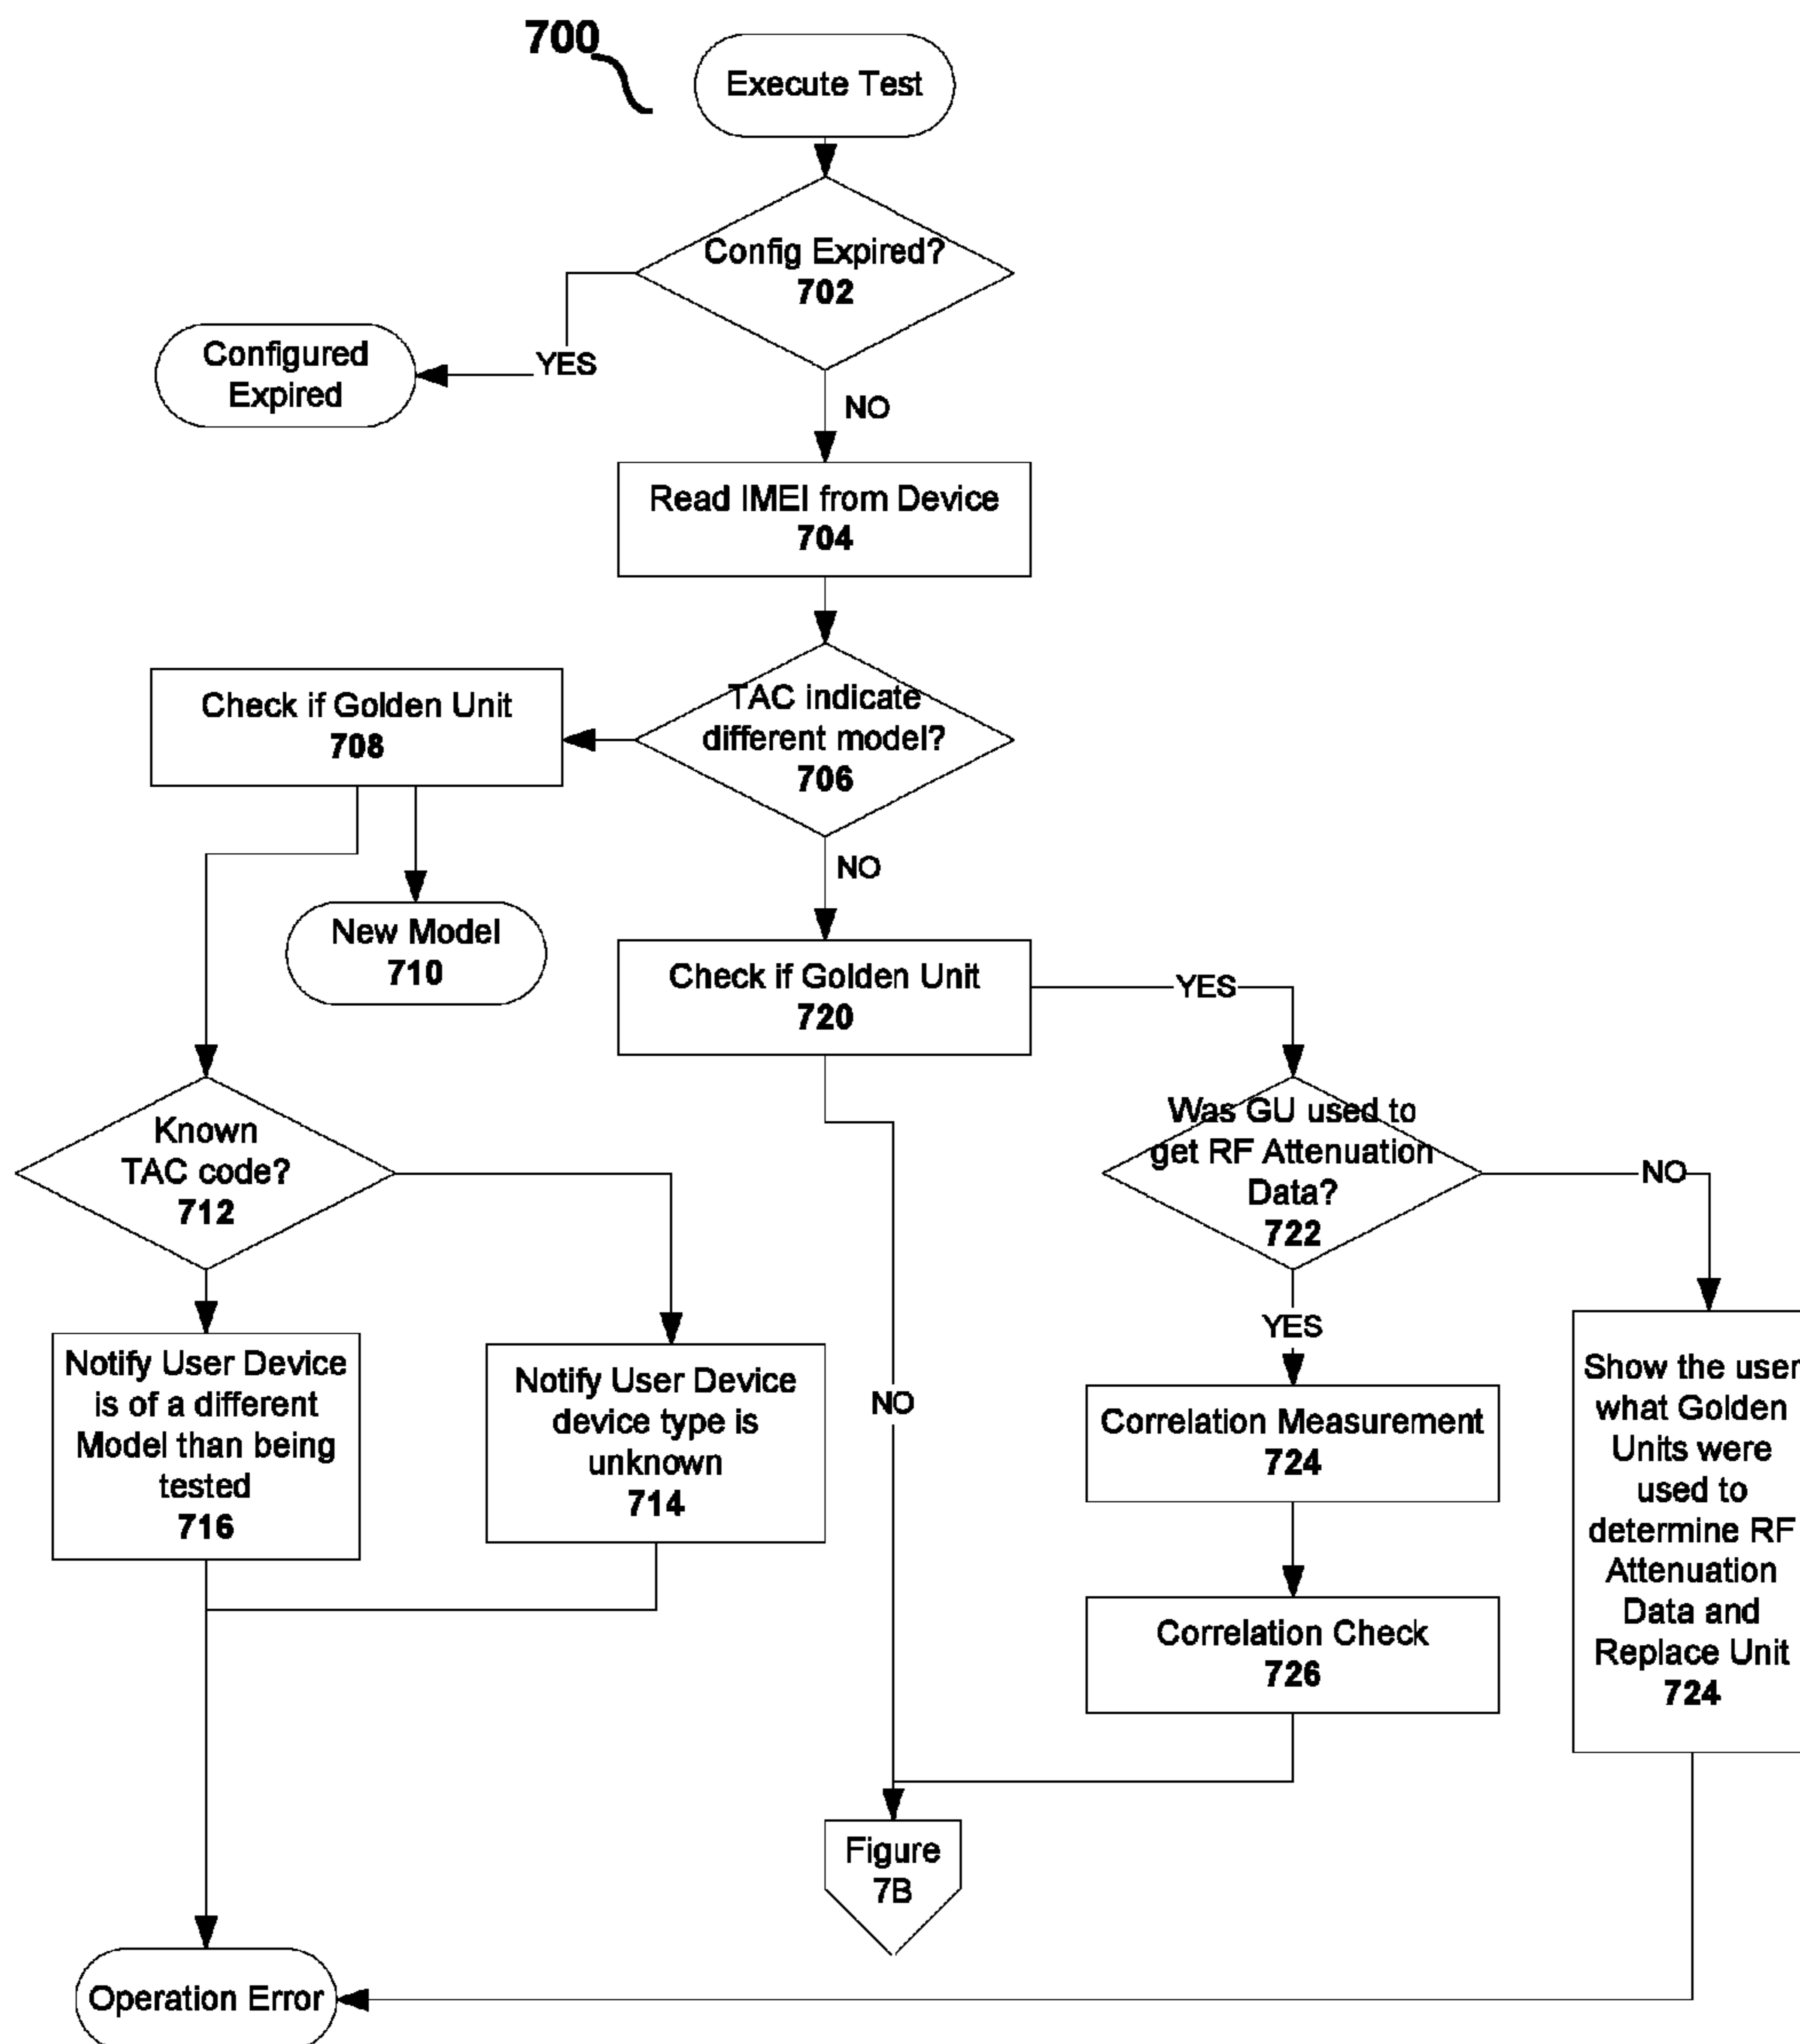 700
Execute Test
Config Expired?
702
YES
Configured
Expired
NO
Read IMEI from Device
704
TAC indicate
different model?
706
Check if Golden Unit
708
NO
New Model
710
Check if Golden Unit
720
YES
Known
TAC code?
712
Was GU used to
get RF Attenuation
Data?
722
NO
YES
Notify User Device
is of a different
Model than being
tested
716
Notify User Device
device type is
unknown
714
NO
Correlation Measurement
724
Show the user
what Golden
Units were
used to
determine RF
Attenuation
Data and
Replace Unit
724
Correlation Check
726
Figure
7B
Operation Error